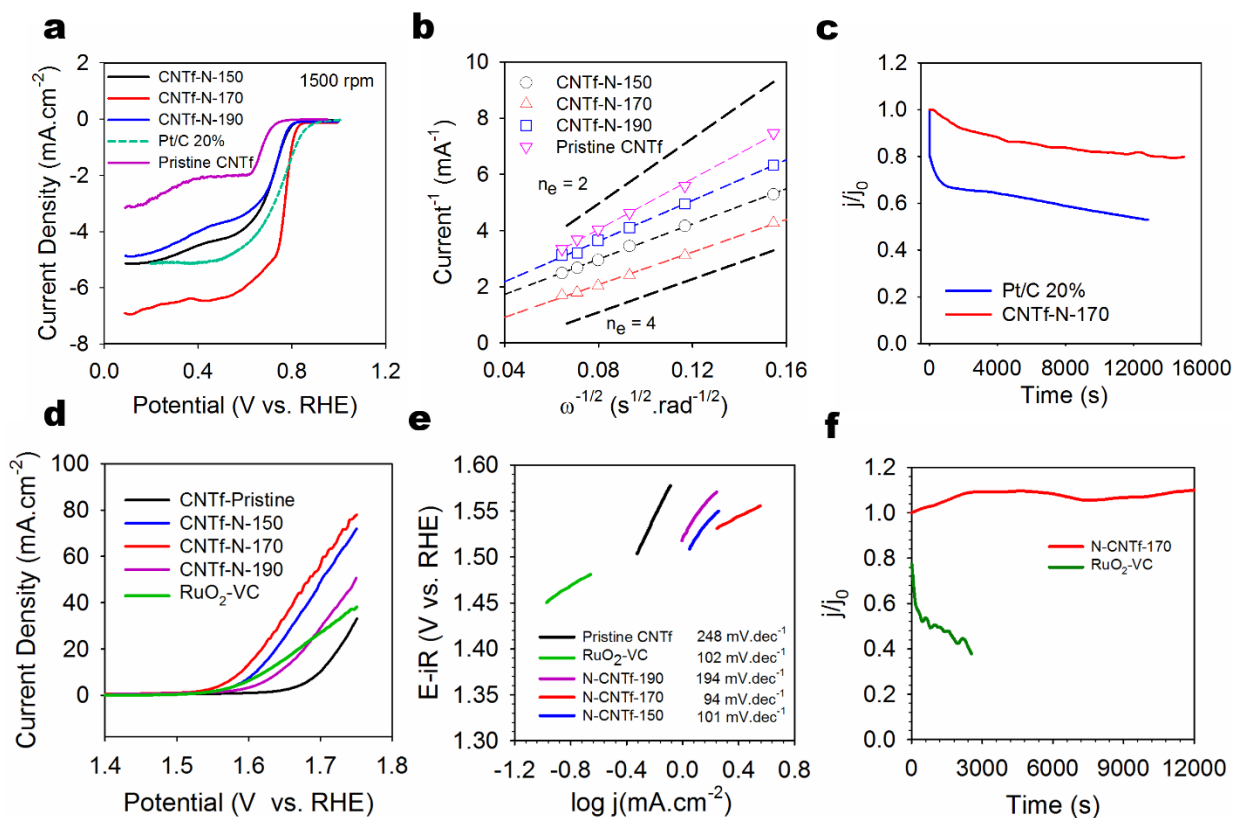 a
CNTf-N-150
CNTf-N-170
CNTf-N-190
Pt/C 20%
Pristine CNTf
1500 rpm
Current Density (mA.cm⁻²)
2
0
-2
-4
-6
-8
0.0 0.4 0.8 1.2
Potential (V vs. RHE)
b
CNTf-N-150
CNTf-N-170
CNTf-N-190
Pristine CNTf
nₑ = 2
nₑ = 4
Current⁻¹ (mA⁻¹)
10
8
6
4
2
0
0.04 0.08 0.12 0.16
ω⁻¹/² (s¹/².rad⁻¹/²)
c
j/j₀
1.2
1.0
0.8
0.6
0.4
0.2
0.0
Pt/C 20%
CNTf-N-170
0 4000 8000 12000 16000
Time (s)
d
CNTf-Pristine
CNTf-N-150
CNTf-N-170
CNTf-N-190
RuO₂-VC
Current Density (mA.cm⁻²)
100
80
60
40
20
0
1.4 1.5 1.6 1.7 1.8
Potential (V vs. RHE)
e
E-iR (V vs. RHE)
1.60
1.55
1.50
1.45
1.40
1.35
1.30
Pristine CNTf 248 mV.dec⁻¹
RuO₂-VC 102 mV.dec⁻¹
N-CNTf-190 194 mV.dec⁻¹
N-CNTf-170 94 mV.dec⁻¹
N-CNTf-150 101 mV.dec⁻¹
-1.2 -0.6 0.0 0.6
log j(mA.cm⁻²)
f
j/j₀
1.2
1.0
0.8
0.6
0.4
0.2
0.0
N-CNTf-170
RuO₂-VC
0 3000 6000 9000 12000
Time (s)